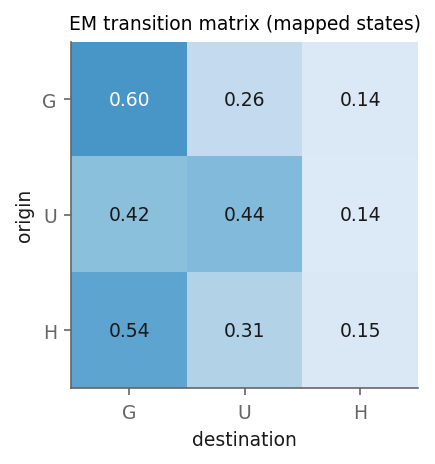 EM transition matrix (mapped states)
G 0.60 0.26 0.14
U 0.42 0.44 0.14
H 0.54 0.31 0.15
G U H
origin
destination